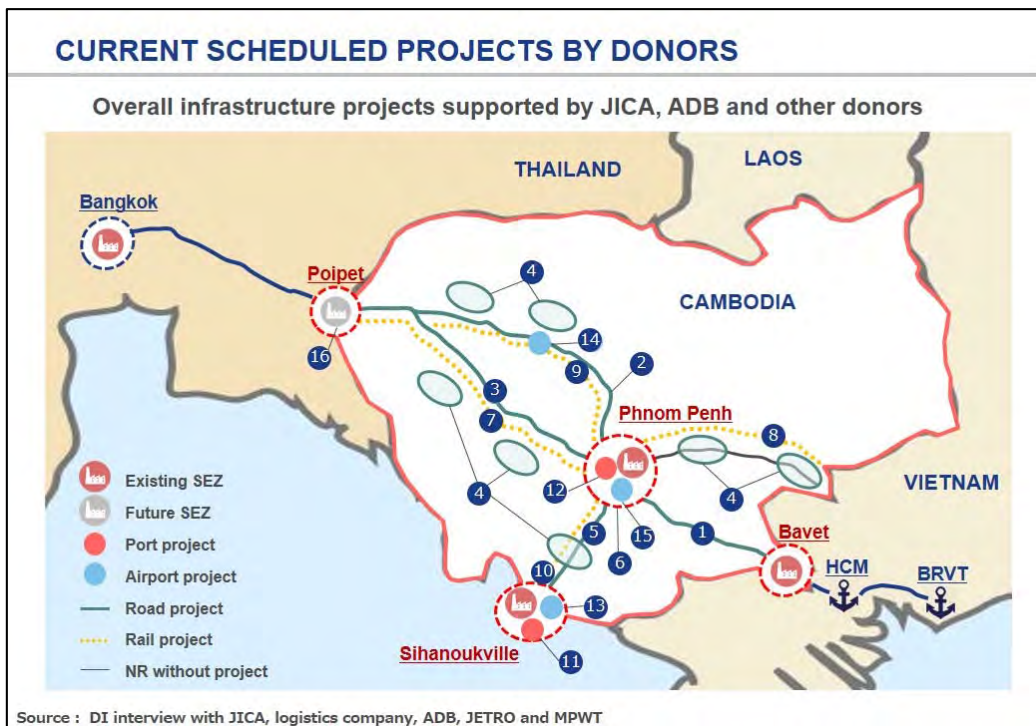 CURRENT SCHEDULED PROJECTS BY DONORS
Overall infrastructure projects supported by JICA, ADB and other donors
THAILAND
LAOS
Bangkok
Poipet
4
CAMBODIA
16
14
9
2
3
7
Phnom Penh
8
4
12
4
VIETNAM
5
15
1
Bavet
6
10
HCM
BRVT
13
Sihanoukville
11
Existing SEZ
Future SEZ
Port project
Airport project
Road project
Rail project
NR without project
Source : DI interview with JICA, logistics company, ADB, JETRO and MPWT